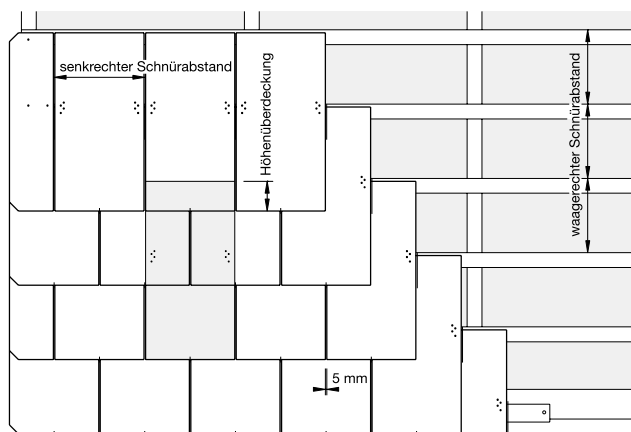 senkrechter Schnürabstand
Höhenüberdeckung
waagerechter Schnürabstand
5 mm